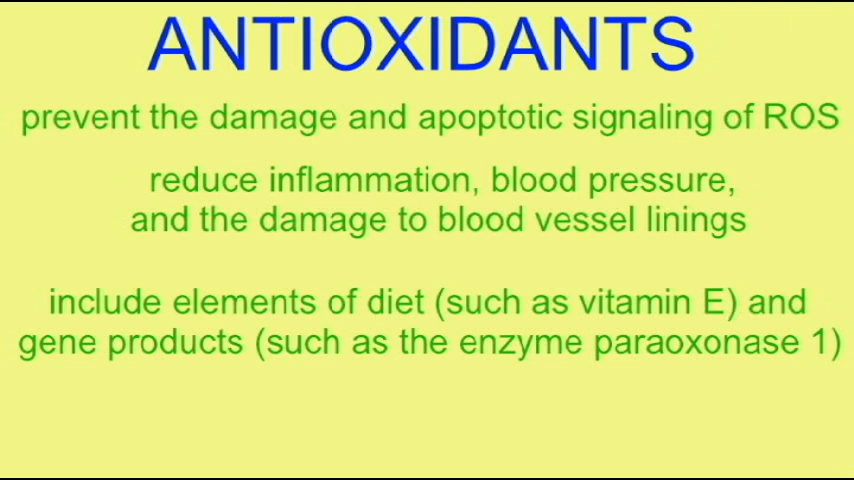 ANTIOXIDANTS
prevent the damage and apoptotic signaling of ROS
reduce inflammation, blood pressure,
and the damage to blood vessel linings
include elements of diet (such as vitamin E) and
gene products (such as the enzyme paraoxonase 1)